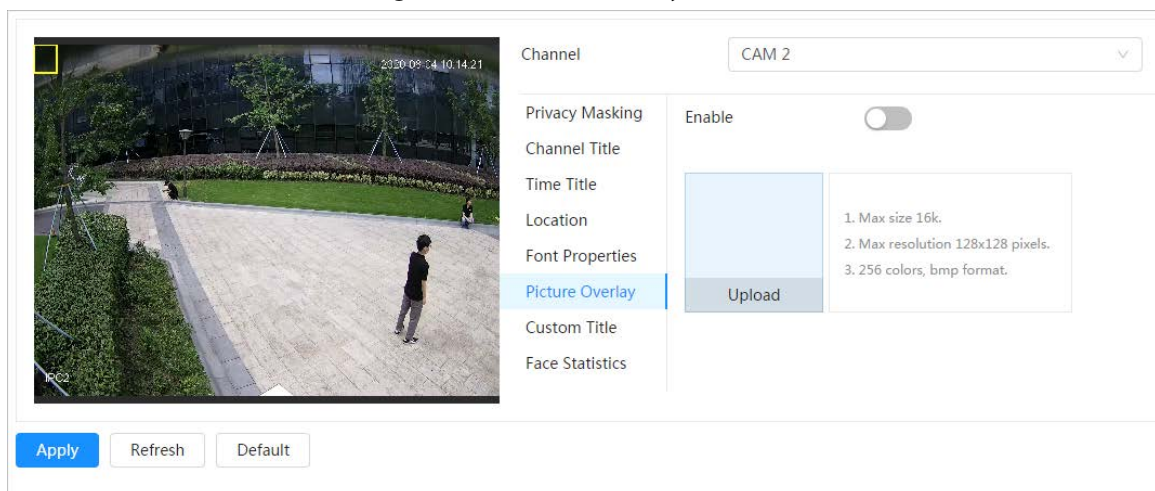 Channel
CAM 2
2020-09-04 10:14:21
Privacy Masking
Channel Title
Time Title
Location
Font Properties
Picture Overlay
Custom Title
Face Statistics
Enable
1. Max size 16k.
2. Max resolution 128x128 pixels.
3. 256 colors, bmp format.
Upload
IPC2
Apply
Refresh
Default